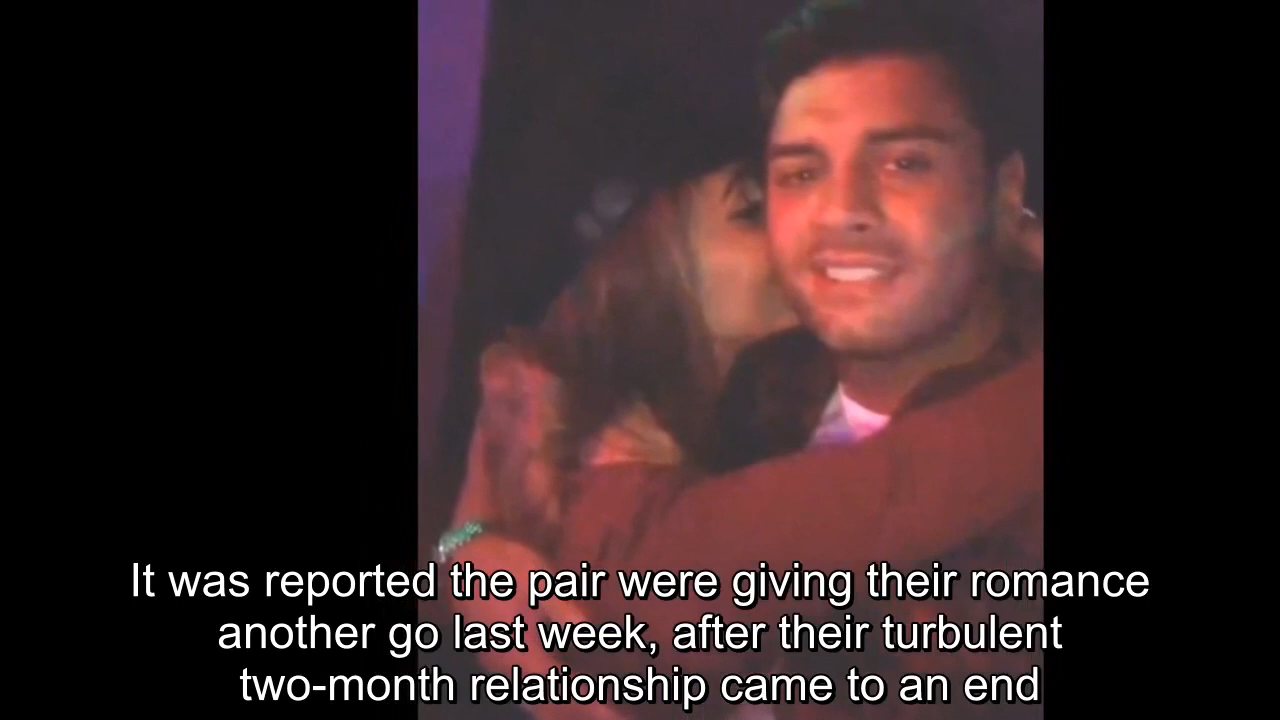 It was reported the pair were giving their romance
another go last week, after their turbulent
two-month relationship came to an end